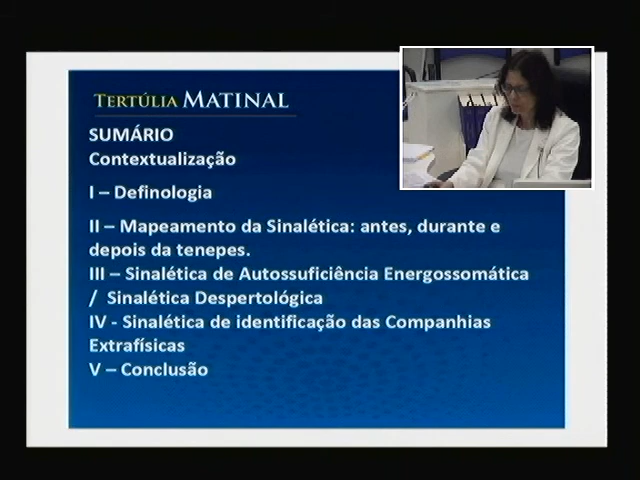 TERTÚLIA MATINAL
SUMÁRIO
Contextualização
I – Definologia
II – Mapeamento da Sinalética: antes, durante e
depois da tenepes.
III – Sinalética de Autossuficiência Energossomática
/ Sinalética Despertológica
IV - Sinalética de identificação das Companhias
Extrafísicas
V – Conclusão